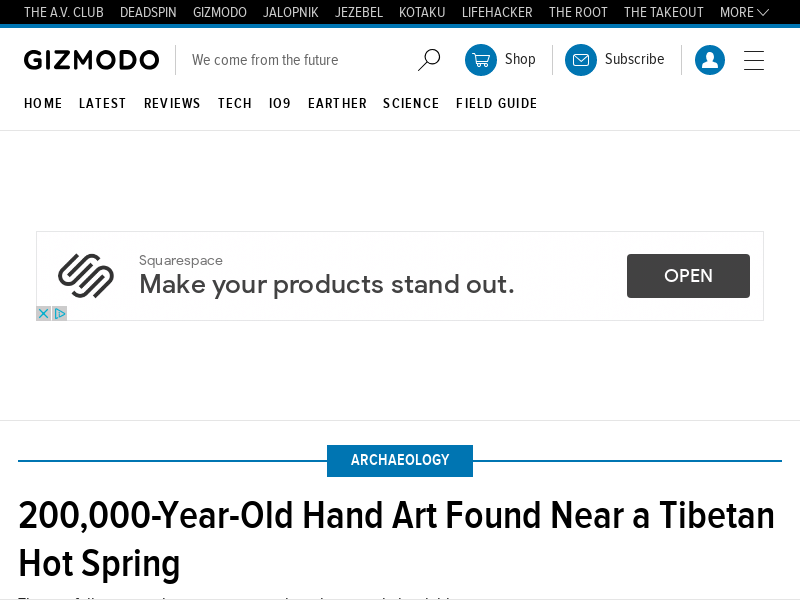 THE A.V. CLUB DEADSPIN GIZMODO JALOPNIK JEZEBEL KOTAKU LIFEHACKER THE ROOT THE TAKEOUT MORE
GIZMODO We come from the future Shop Subscribe
HOME LATEST REVIEWS TECH IO9 EARTHER SCIENCE FIELD GUIDE
Squarespace
Make your products stand out.
OPEN
ARCHAEOLOGY
200,000-Year-Old Hand Art Found Near a Tibetan
Hot Spring